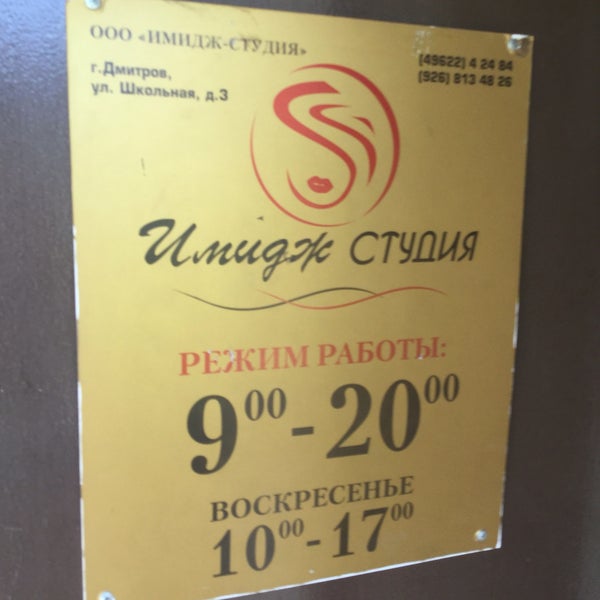 ООО «ИМИДЖ-СТУДИЯ»
г.Дмитров,
ул. Школьная, д.3
(49622) 4 24 84
(926) 813 48 26
Имидж СТУДИЯ
РЕЖИМ РАБОТЫ:
9⁰⁰-20⁰⁰
ВОСКРЕСЕНЬЕ
10⁰⁰-17⁰⁰